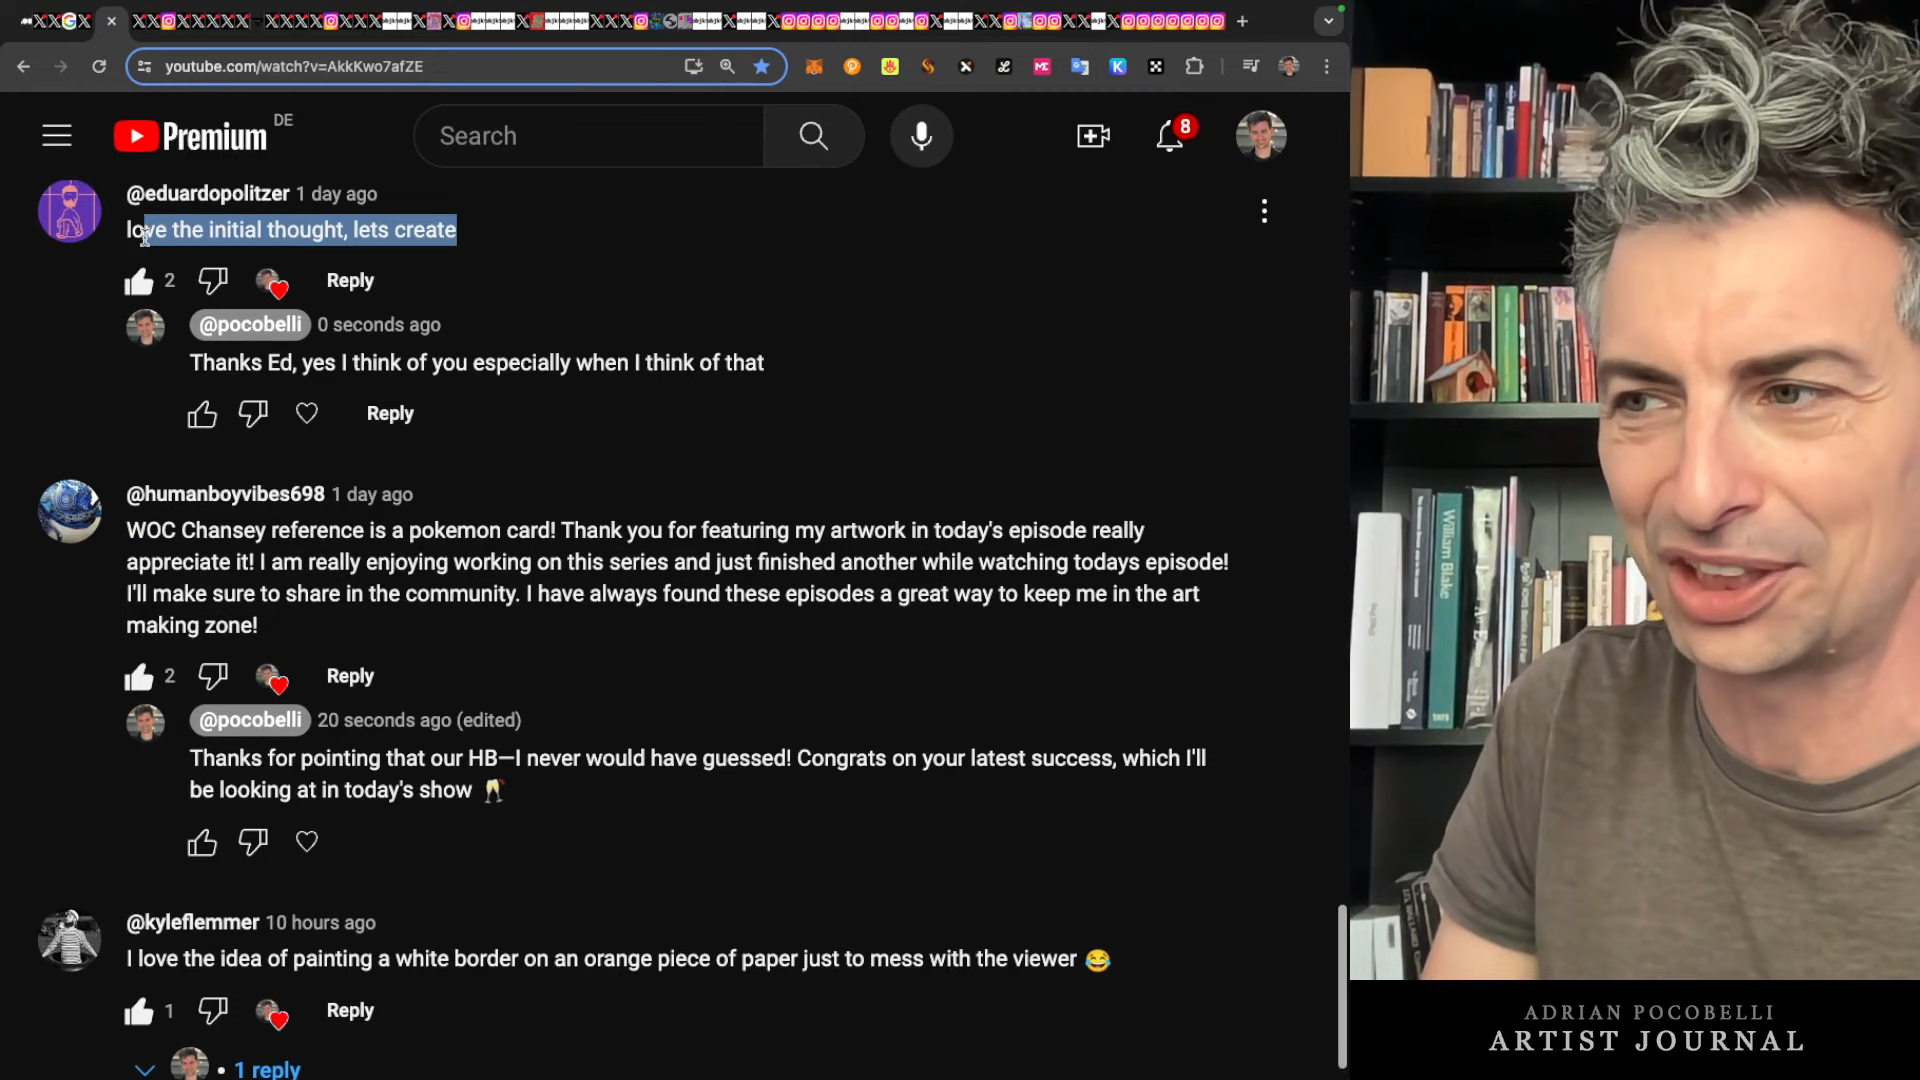 youtube.com/watch?v=AkkKwo7afZE
Premium DE
Search
8
@eduardopolitzer 1 day ago
love the initial thought, lets create
2 Reply
@pocobelli 0 seconds ago
Thanks Ed, yes I think of you especially when I think of that
Reply
@humanboyvibes698 1 day ago
WOC Chansey reference is a pokemon card! Thank you for featuring my artwork in today's episode really
appreciate it! I am really enjoying working on this series and just finished another while watching todays episode!
I'll make sure to share in the community. I have always found these episodes a great way to keep me in the art
making zone!
2 Reply
@pocobelli 20 seconds ago (edited)
Thanks for pointing that our HB—I never would have guessed! Congrats on your latest success, which I'll
be looking at in today's show 🥂
@kyleflemmer 10 hours ago
I love the idea of painting a white border on an orange piece of paper just to mess with the viewer 😂
1 Reply
• 1 reply
William Blake
ADRIAN POCOBELLI
ARTIST JOURNAL